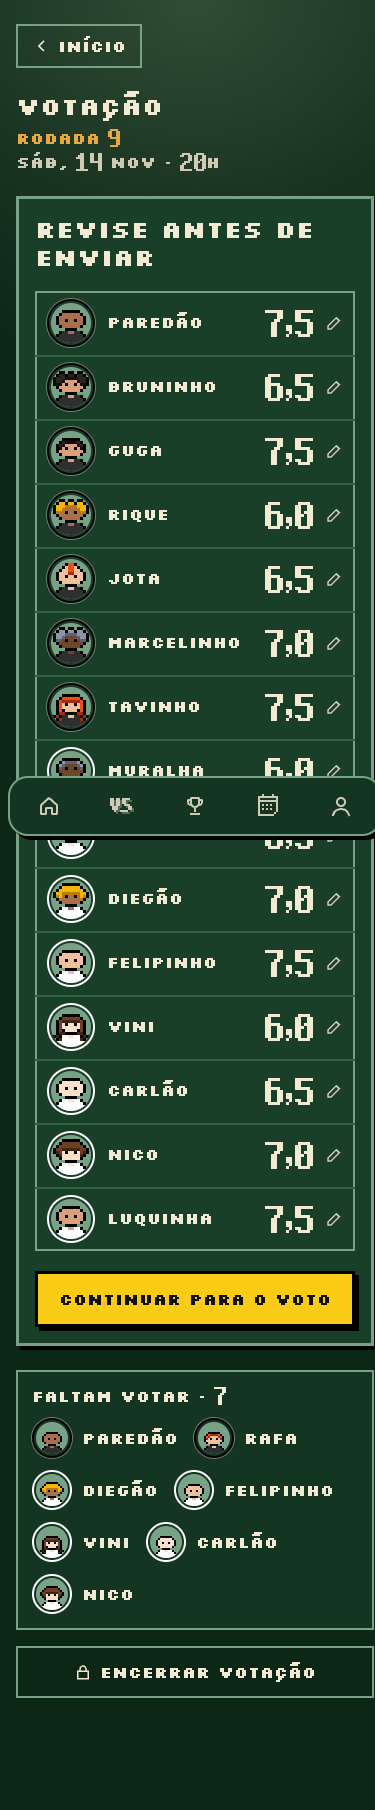 INÍCIO
VOTAÇÃO
RODADA 9
SÁB, 14 NOV · 20H
REVISE ANTES DE
ENVIAR
PAREDÃO 7,5
BRUNINHO 6,5
GUGA 7,5
RIQUE 6,0
JOTA 6,5
MARCELINHO 7,0
TAVINHO 7,5
MURALHA 6,0
VS
DIEGÃO 7,0
FELIPINHO 7,5
VINI 6,0
CARLÃO 6,5
NICO 7,0
LUQUINHA 7,5
CONTINUAR PARA O VOTO
FALTAM VOTAR · 7
PAREDÃO RAFA
DIEGÃO FELIPINHO
VINI CARLÃO
NICO
ENCERRAR VOTAÇÃO